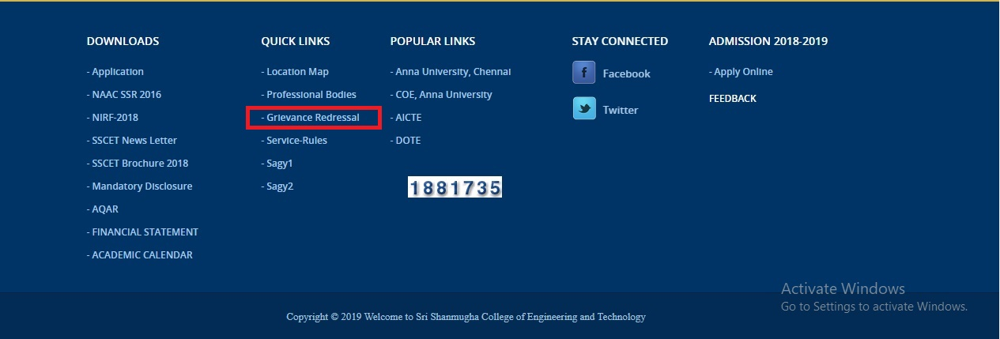 DOWNLOADS
- Application
- NAAC SSR 2016
- NIRF-2018
- SSCET News Letter
- SSCET Brochure 2018
- Mandatory Disclosure
- AQAR
- FINANCIAL STATEMENT
- ACADEMIC CALENDAR
QUICK LINKS
- Location Map
- Professional Bodies
- Grievance Redressal
- Service-Rules
- Sagy1
- Sagy2
POPULAR LINKS
- Anna University, Chennai
- COE, Anna University
- AICTE
- DOTE
1881735
STAY CONNECTED
f Facebook
Twitter
ADMISSION 2018-2019
- Apply Online
FEEDBACK
Activate Windows
Go to Settings to activate Windows.
Copyright © 2019 Welcome to Sri Shanmugha College of Engineering and Technology